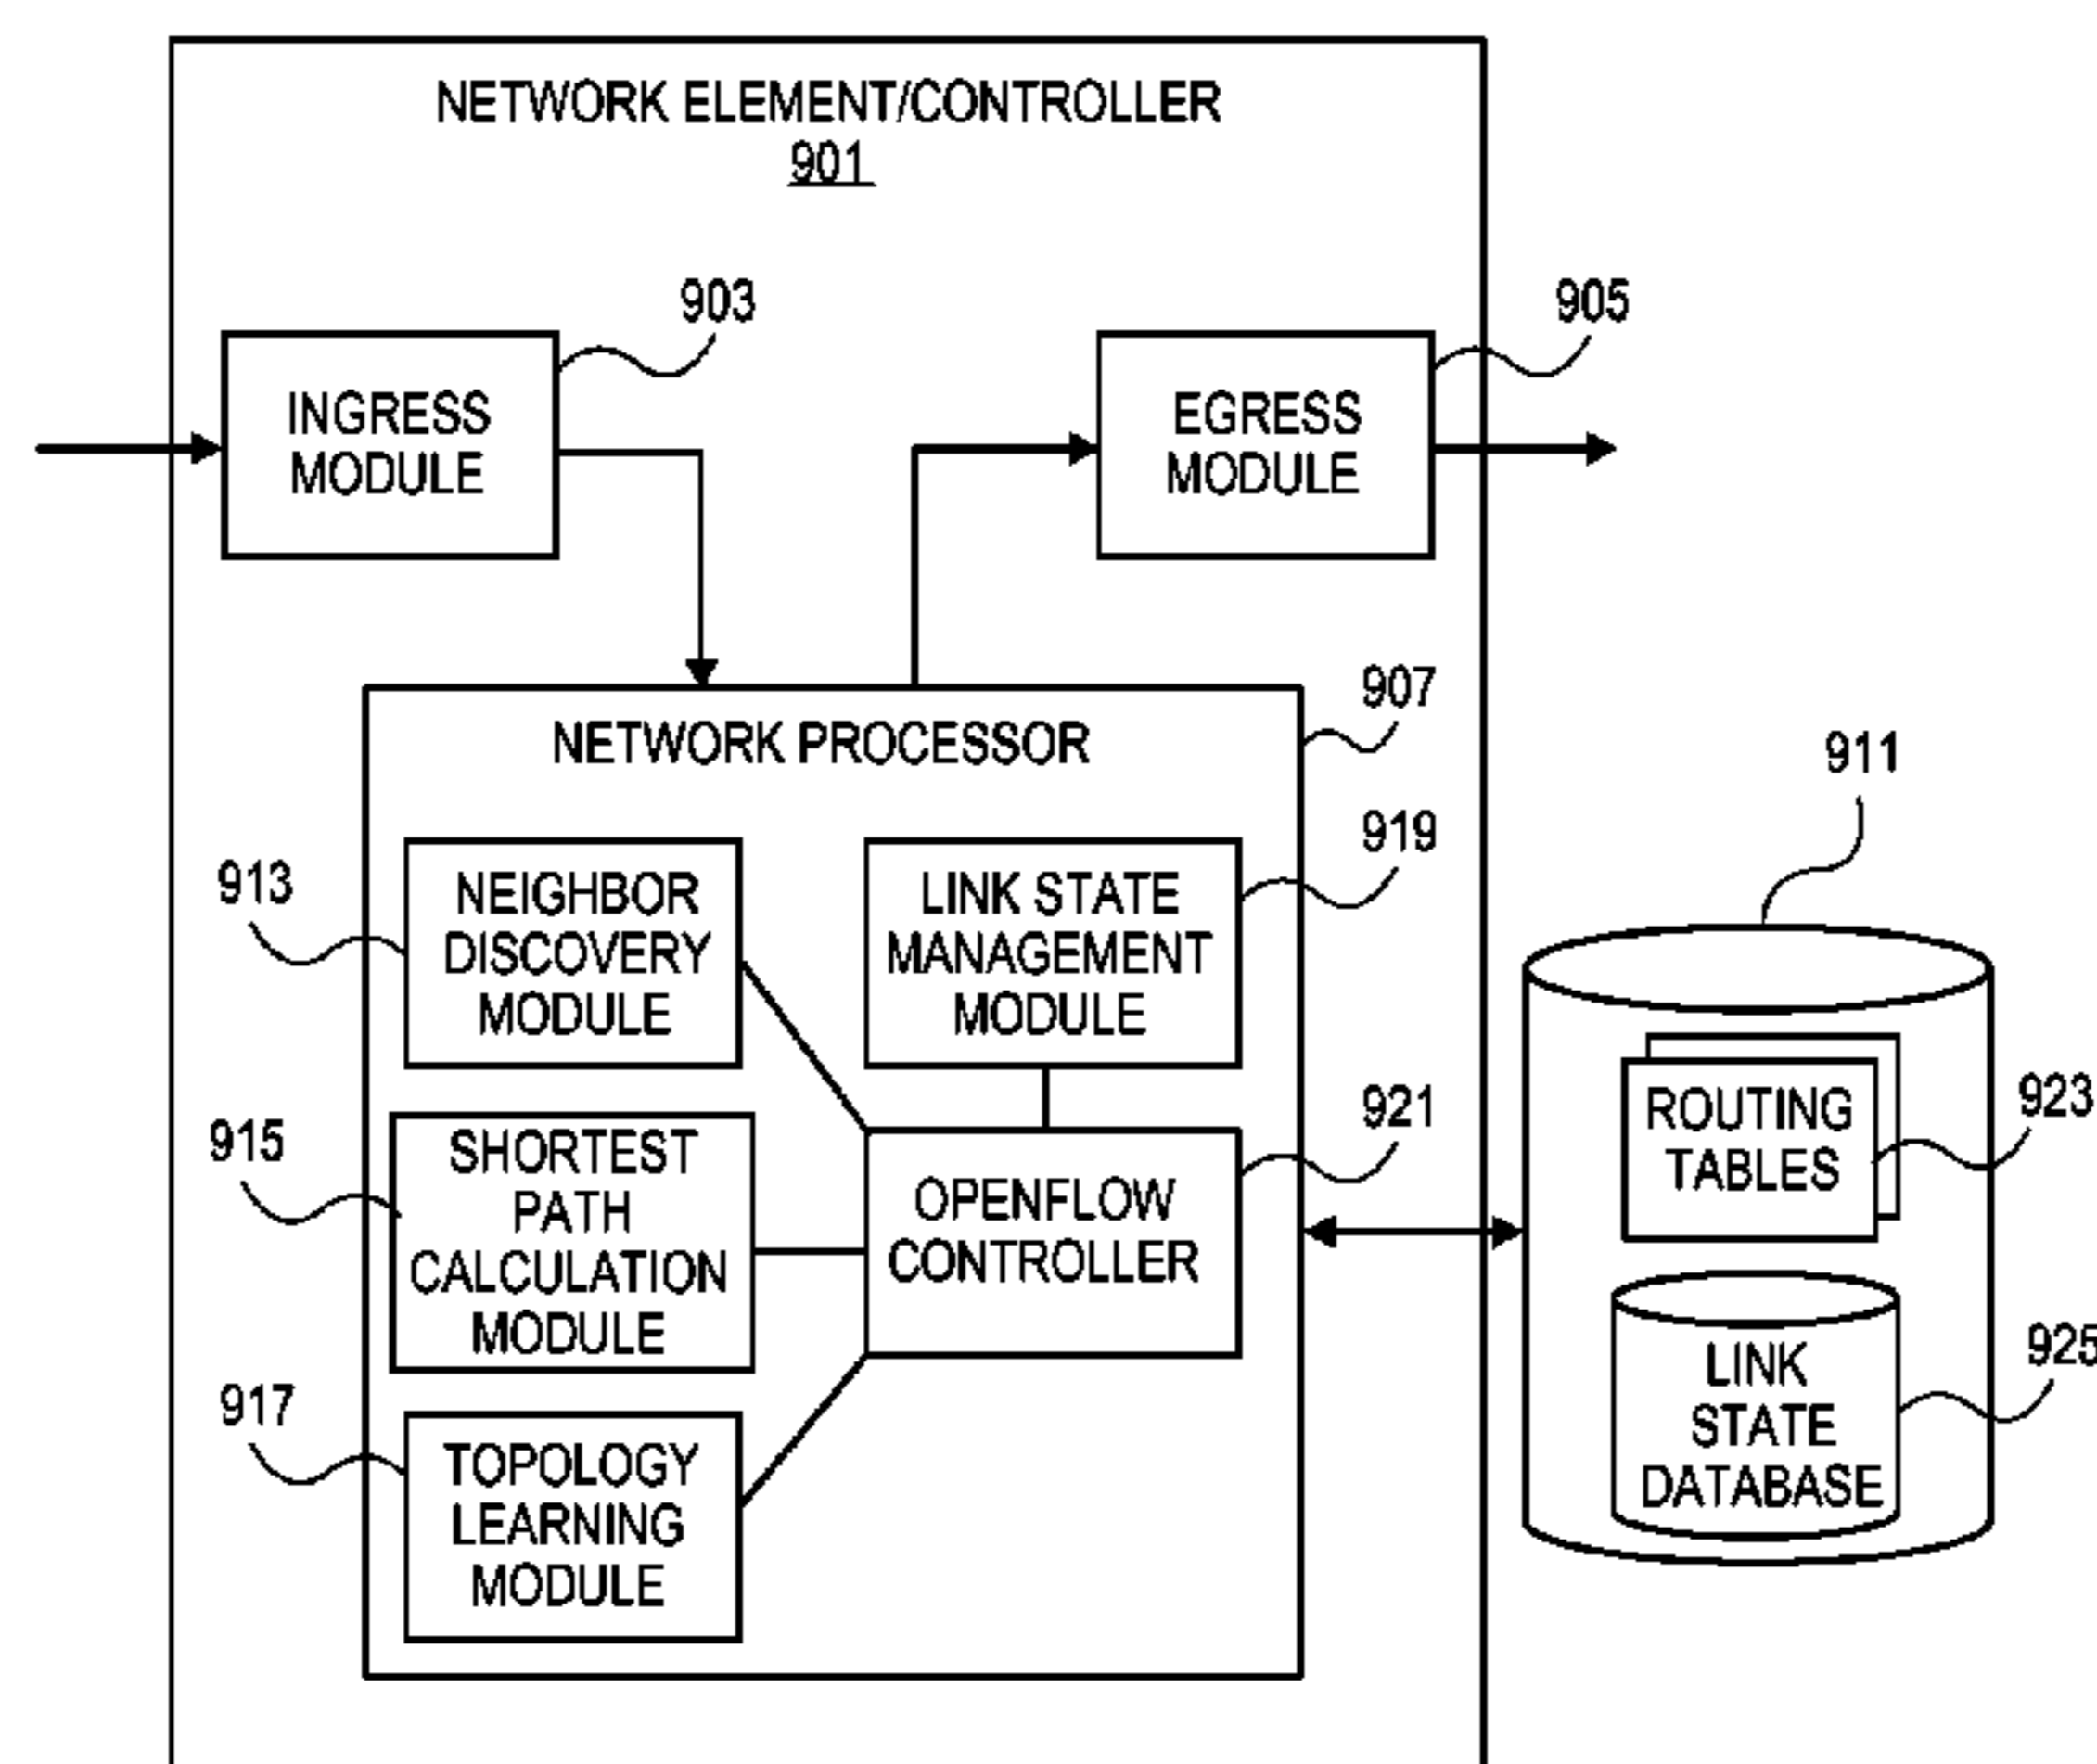 NETWORK ELEMENT/CONTROLLER
901
903
905
INGRESS
MODULE
EGRESS
MODULE
907
NETWORK PROCESSOR
911
913
NEIGHBOR
DISCOVERY
MODULE
919
LINK STATE
MANAGEMENT
MODULE
915
SHORTEST
PATH
CALCULATION
MODULE
921
OPENFLOW
CONTROLLER
923
ROUTING
TABLES
917
TOPOLOGY
LEARNING
MODULE
925
LINK
STATE
DATABASE